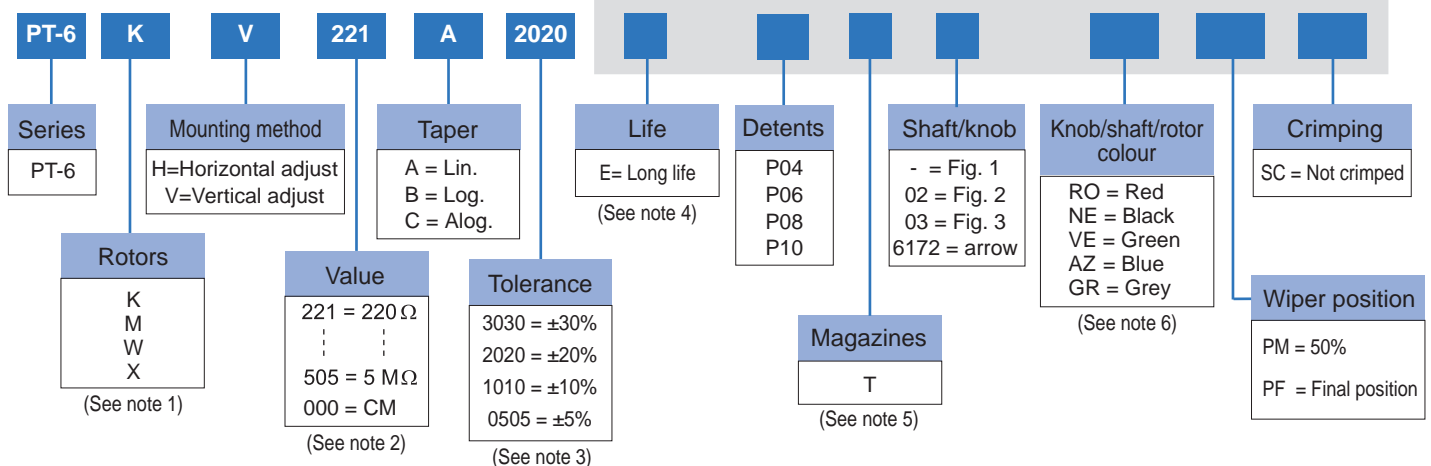 PT-6 K V 221 A 2020
Series
PT-6
Rotors
K
M
W
X
(See note 1)
Mounting method
H=Horizontal adjust
V=Vertical adjust
Value
221 = 220 Ω
505 = 5 MΩ
000 = CM
(See note 2)
Taper
A = Lin.
B = Log.
C = Alog.
Tolerance
3030 = ±30%
2020 = ±20%
1010 = ±10%
0505 = ±5%
(See note 3)
Life
E= Long life
(See note 4)
Detents
P04
P06
P08
P10
Magazines
T
(See note 5)
Shaft/knob
- = Fig. 1
02 = Fig. 2
03 = Fig. 3
6172 = arrow
Knob/shaft/rotor
colour
RO = Red
NE = Black
VE = Green
AZ = Blue
GR = Grey
(See note 6)
Wiper position
PM = 50%
PF = Final position
Crimping
SC = Not crimped